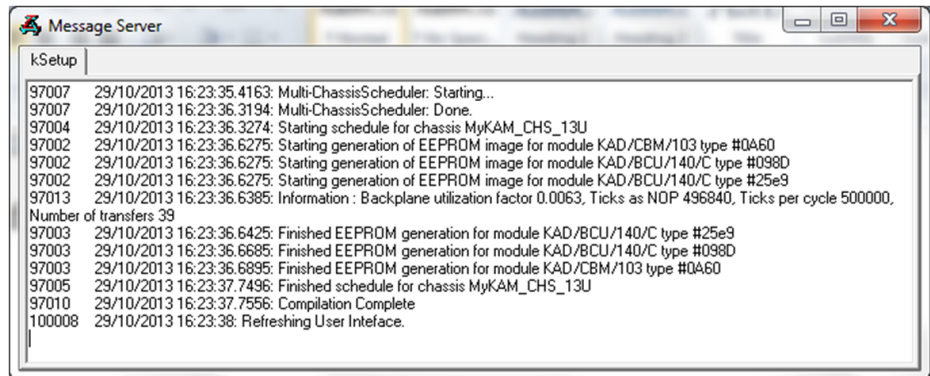 Message Server
kSetup
97007 29/10/2013 16:23:35.4163: Multi-ChassisScheduler: Starting...
97007 29/10/2013 16:23:36.3194: Multi-ChassisScheduler: Done.
97004 29/10/2013 16:23:36.3274: Starting schedule for chassis MyKAM_CHS_13U
97002 29/10/2013 16:23:36.6275: Starting generation of EEPROM image for module KAD/CBM/103 type #0A60
97002 29/10/2013 16:23:36.6275: Starting generation of EEPROM image for module KAD/BCU/140/C type #098D
97002 29/10/2013 16:23:36.6275: Starting generation of EEPROM image for module KAD/BCU/140/C type #25e9
97013 29/10/2013 16:23:36.6385: Information : Backplane utilization factor 0.0063, Ticks as NOP 496840, Ticks per cycle 500000,
Number of transfers 39
97003 29/10/2013 16:23:36.6425: Finished EEPROM generation for module KAD/BCU/140/C type #25e9
97003 29/10/2013 16:23:36.6685: Finished EEPROM generation for module KAD/BCU/140/C type #098D
97003 29/10/2013 16:23:36.6895: Finished EEPROM generation for module KAD/CBM/103 type #0A60
97005 29/10/2013 16:23:37.7496: Finished schedule for chassis MyKAM_CHS_13U
97010 29/10/2013 16:23:37.7556: Compilation Complete
100008 29/10/2013 16:23:38: Refreshing User Inteface.